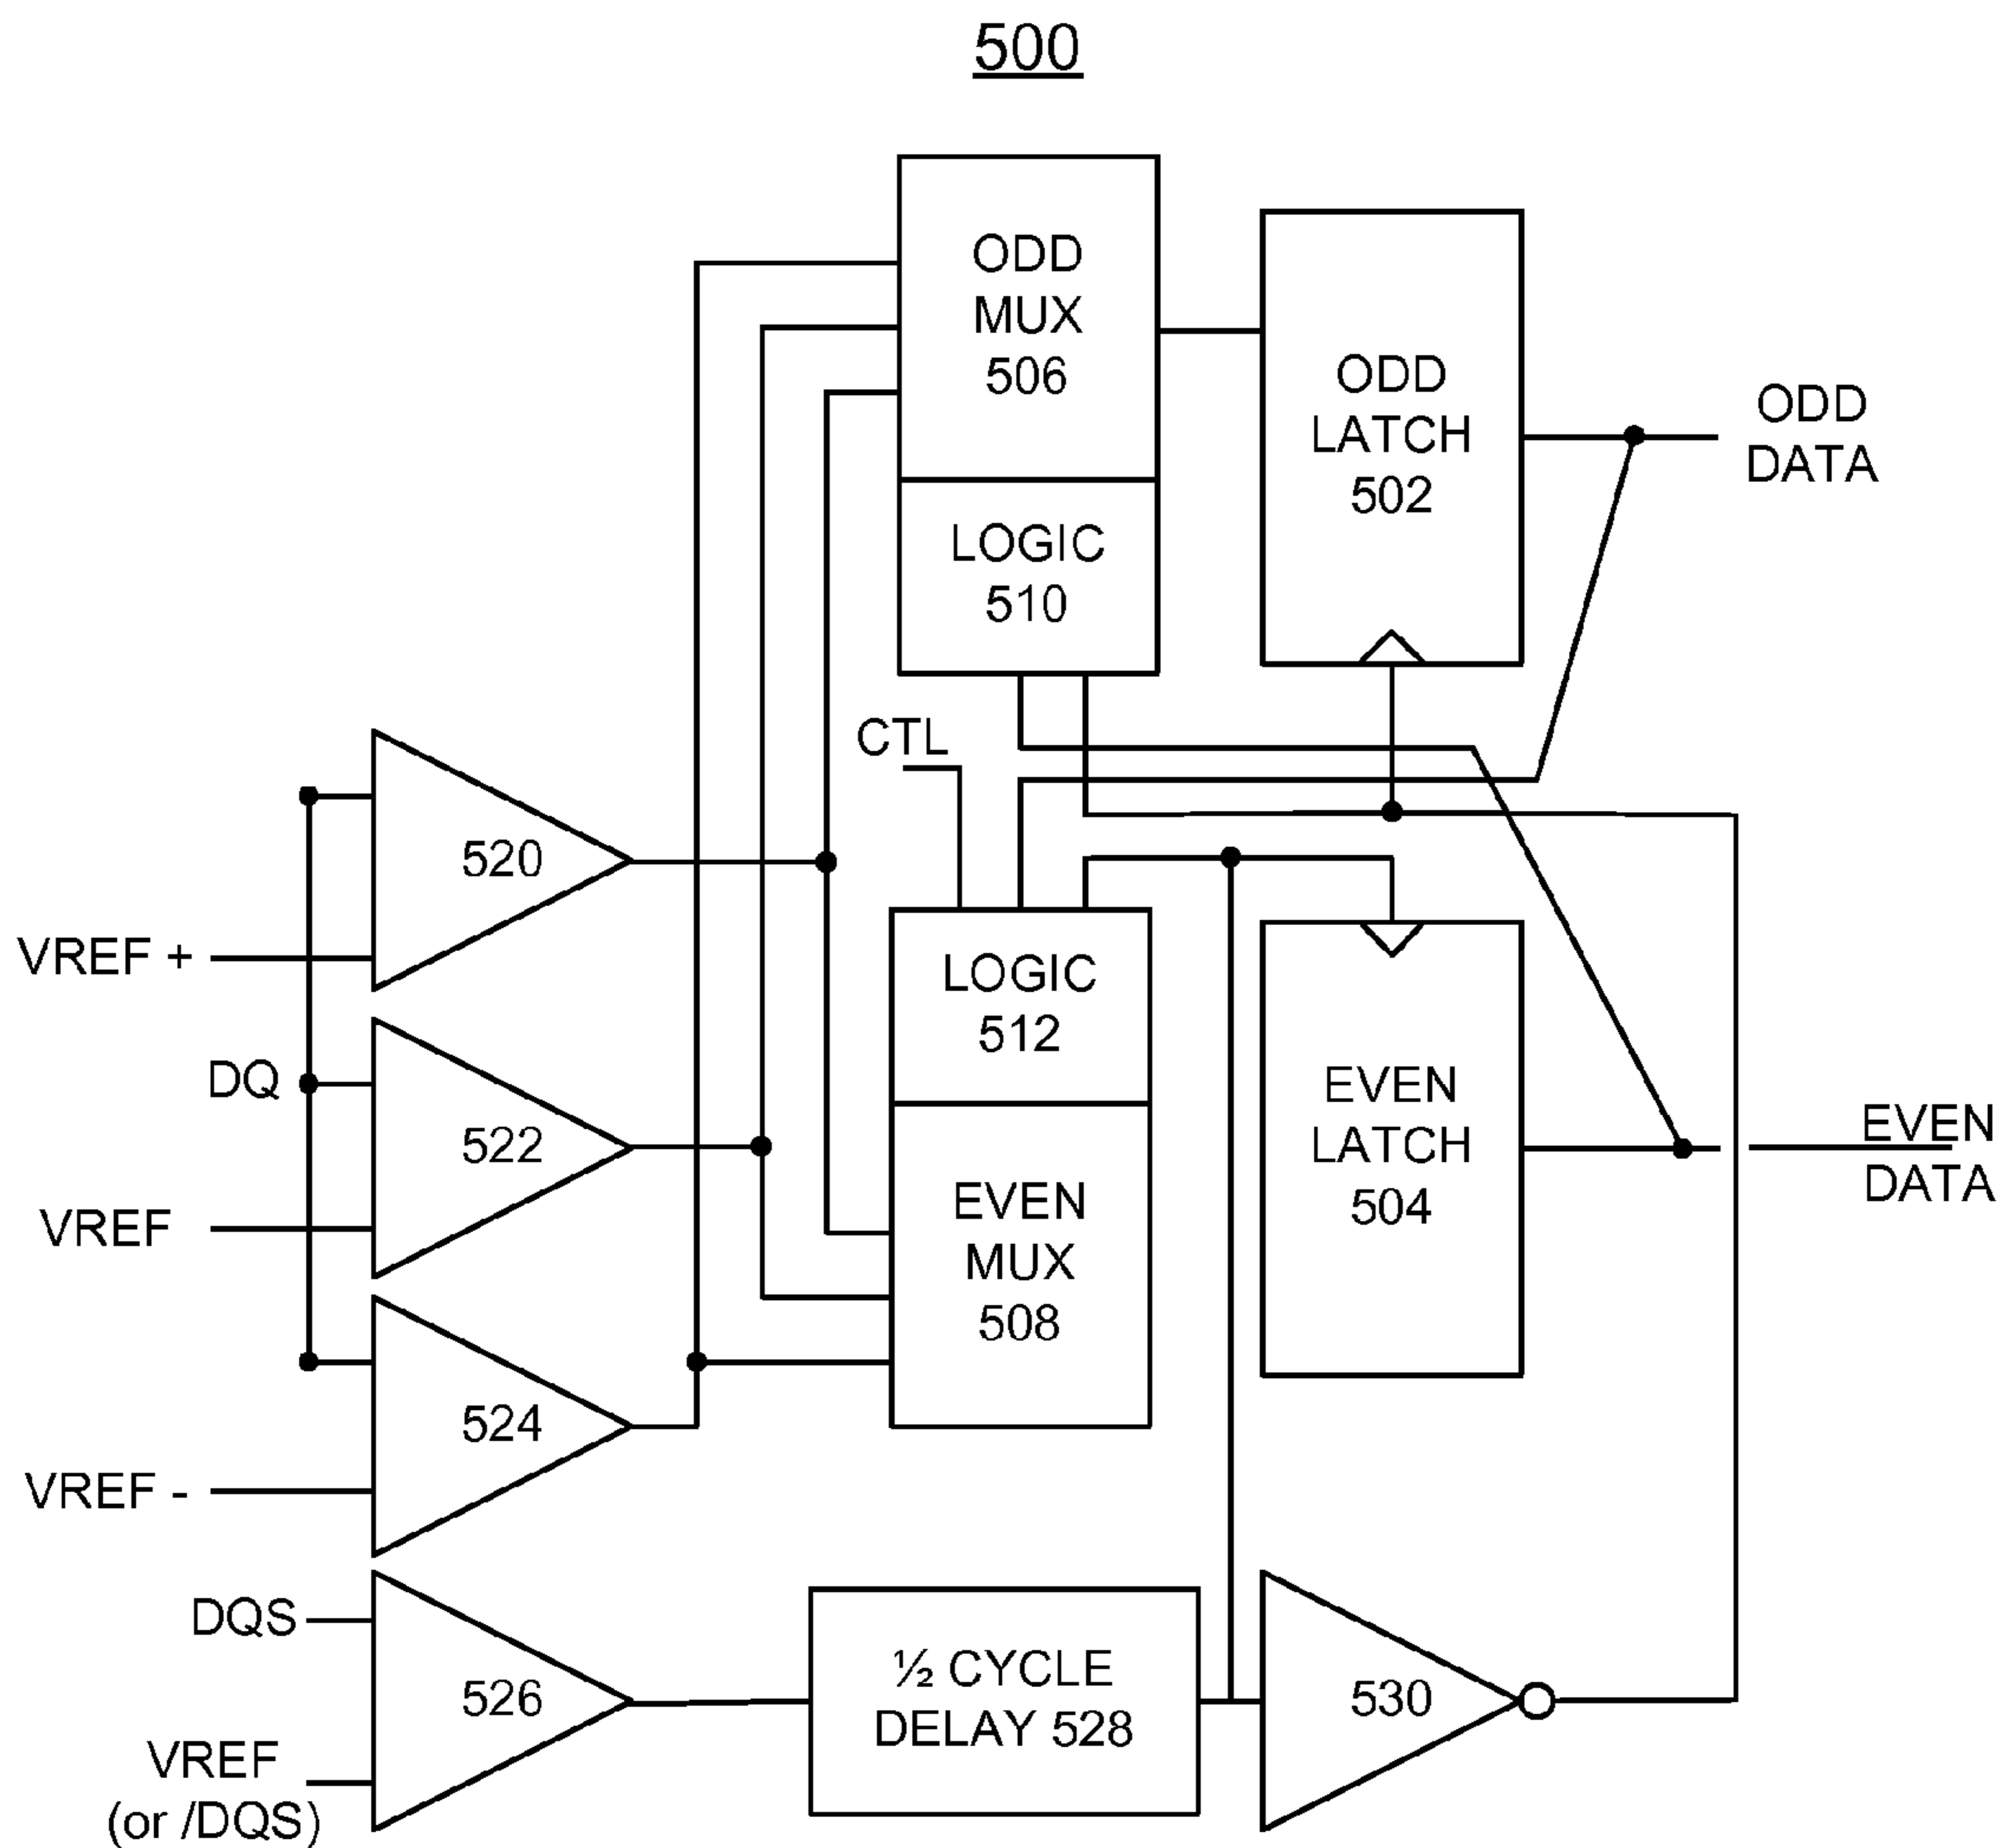 500
ODD
MUX
506
LOGIC
510
ODD
LATCH
502
ODD
DATA
CTL
520
VREF +
LOGIC
512
DQ
522
VREF
EVEN
MUX
508
EVEN
LATCH
504
EVEN
DATA
524
VREF -
DQS
526
VREF
(or /DQS)
½ CYCLE
DELAY 528
530